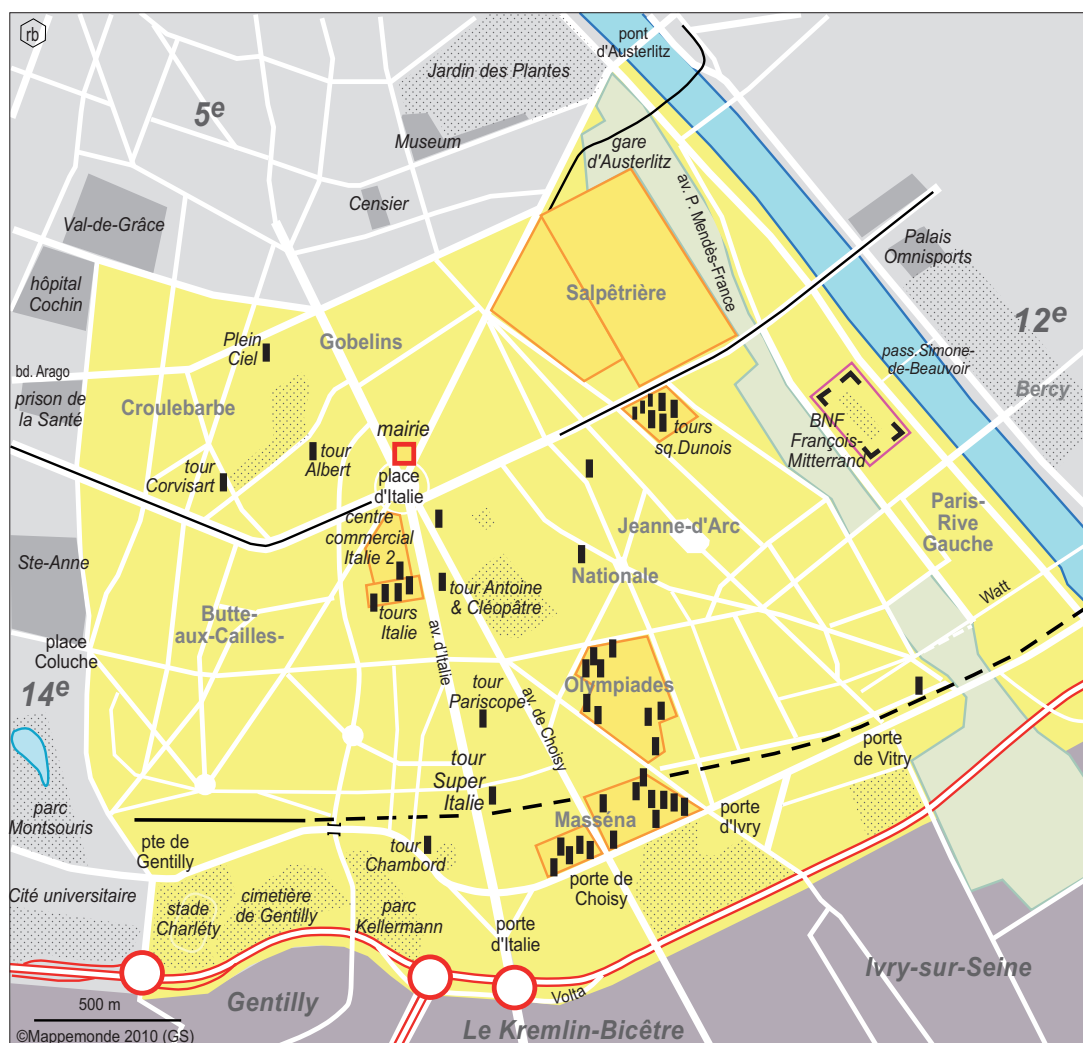 rb
pont
d'Austerlitz
Jardin des Plantes
5e
Museum
gare
d'Austerlitz
Censier
Val-de-Grâce
av. P. Mendès-France
Palais
Omnisports
hôpital
Cochin
Salpêtrière
12e
Plein
Ciel
Gobelins
pass.Simone-
de-Beauvoir
bd. Arago
prison de
la Santé
Croulebarbe
Bercy
BNF
François-
Mitterrand
mairie
tours
sq.Dunois
tour
Albert
tour
Corvisart
place
d'Italie
centre
commercial
Italie 2
Jeanne-d'Arc
Paris-
Rive
Gauche
Ste-Anne
Nationale
tour Antoine
& Cléopâtre
Watt
tours
Italie
Butte-
aux-Cailles-
place
Coluche
av. d'Italie
14e
Olympiades
tour
Pariscope
av. de Choisy
porte
de Vitry
tour
Super
Italie
parc
Montsouris
Masséna
porte
d'Ivry
pte de
Gentilly
tour
Chambord
porte de
Choisy
Cité universitaire
cimetière
de Gentilly
stade
Charléty
parc
Kellermann
porte
d'Italie
Ivry-sur-Seine
Volta
500 m
Gentilly
Le Kremlin-Bicêtre
©Mappemonde 2010 (GS)